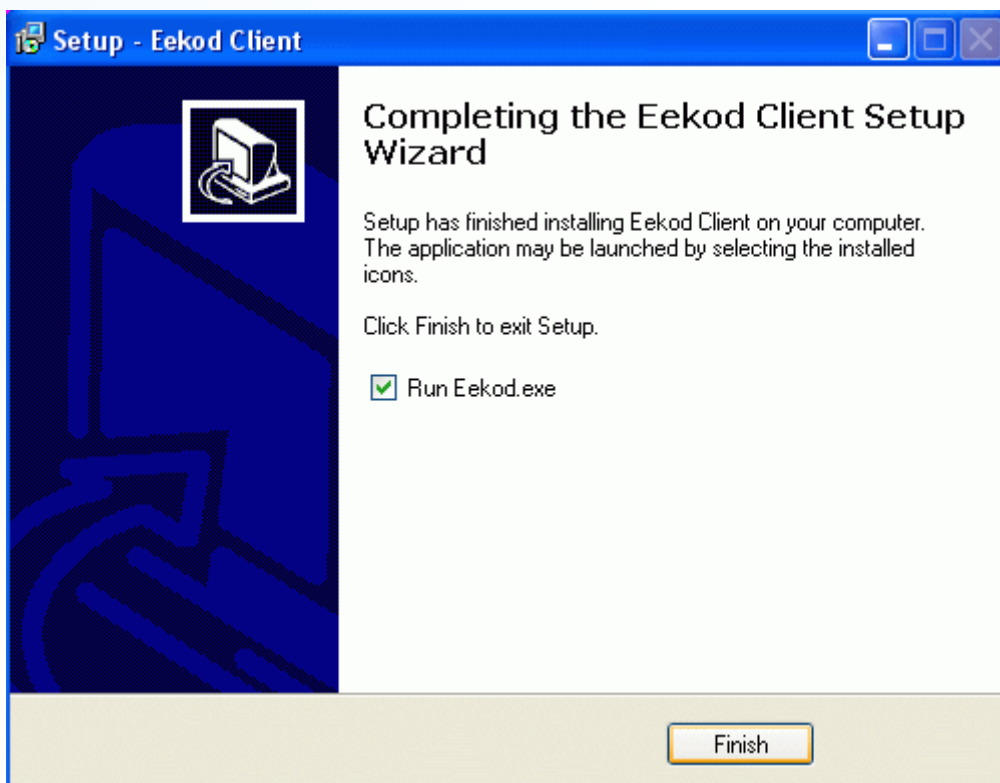 Setup - Eekod Client
Completing the Eekod Client Setup
Wizard
Setup has finished installing Eekod Client on your computer.
The application may be launched by selecting the installed
icons.
Click Finish to exit Setup.
Run Eekod.exe
Finish